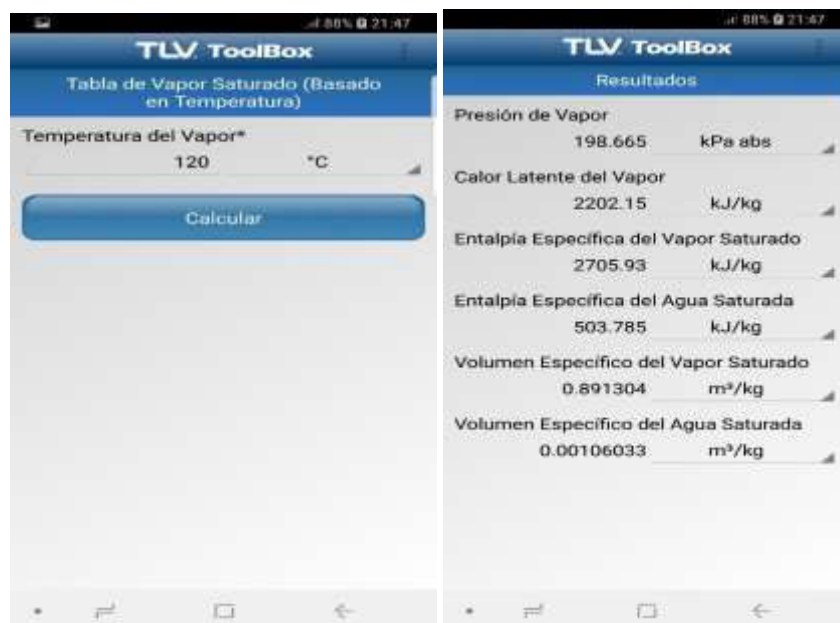 88% 21:47
TLV ToolBox
Tabla de Vapor Saturado (Basado
en Temperatura)
Temperatura del Vapor*
120 °C
Calcular
88% 21:47
TLV ToolBox
Resultados
Presión de Vapor
198.665 kPa abs
Calor Latente del Vapor
2202.15 kJ/kg
Entalpía Específica del Vapor Saturado
2705.93 kJ/kg
Entalpía Específica del Agua Saturada
503.785 kJ/kg
Volumen Específico del Vapor Saturado
0.891304 m³/kg
Volumen Específico del Agua Saturada
0.00106033 m³/kg